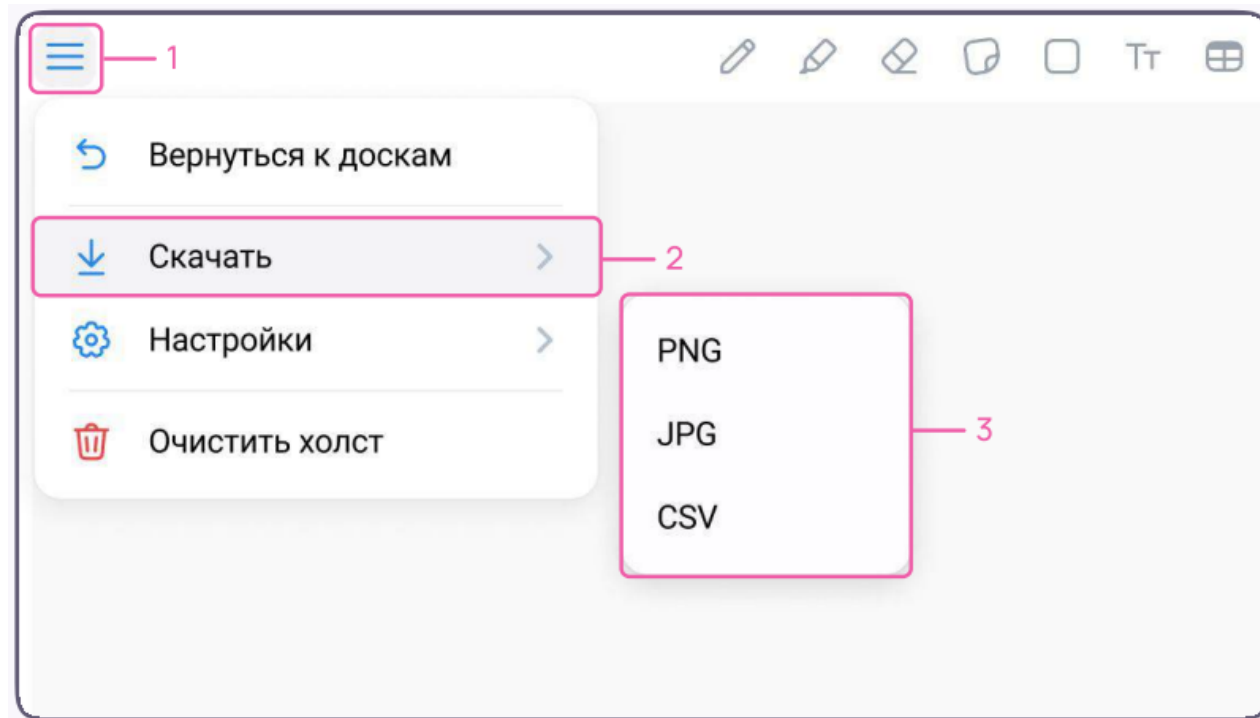 1
Tт
Вернуться к доскам
Скачать
2
Настройки
PNG
JPG
3
Очистить холст
CSV